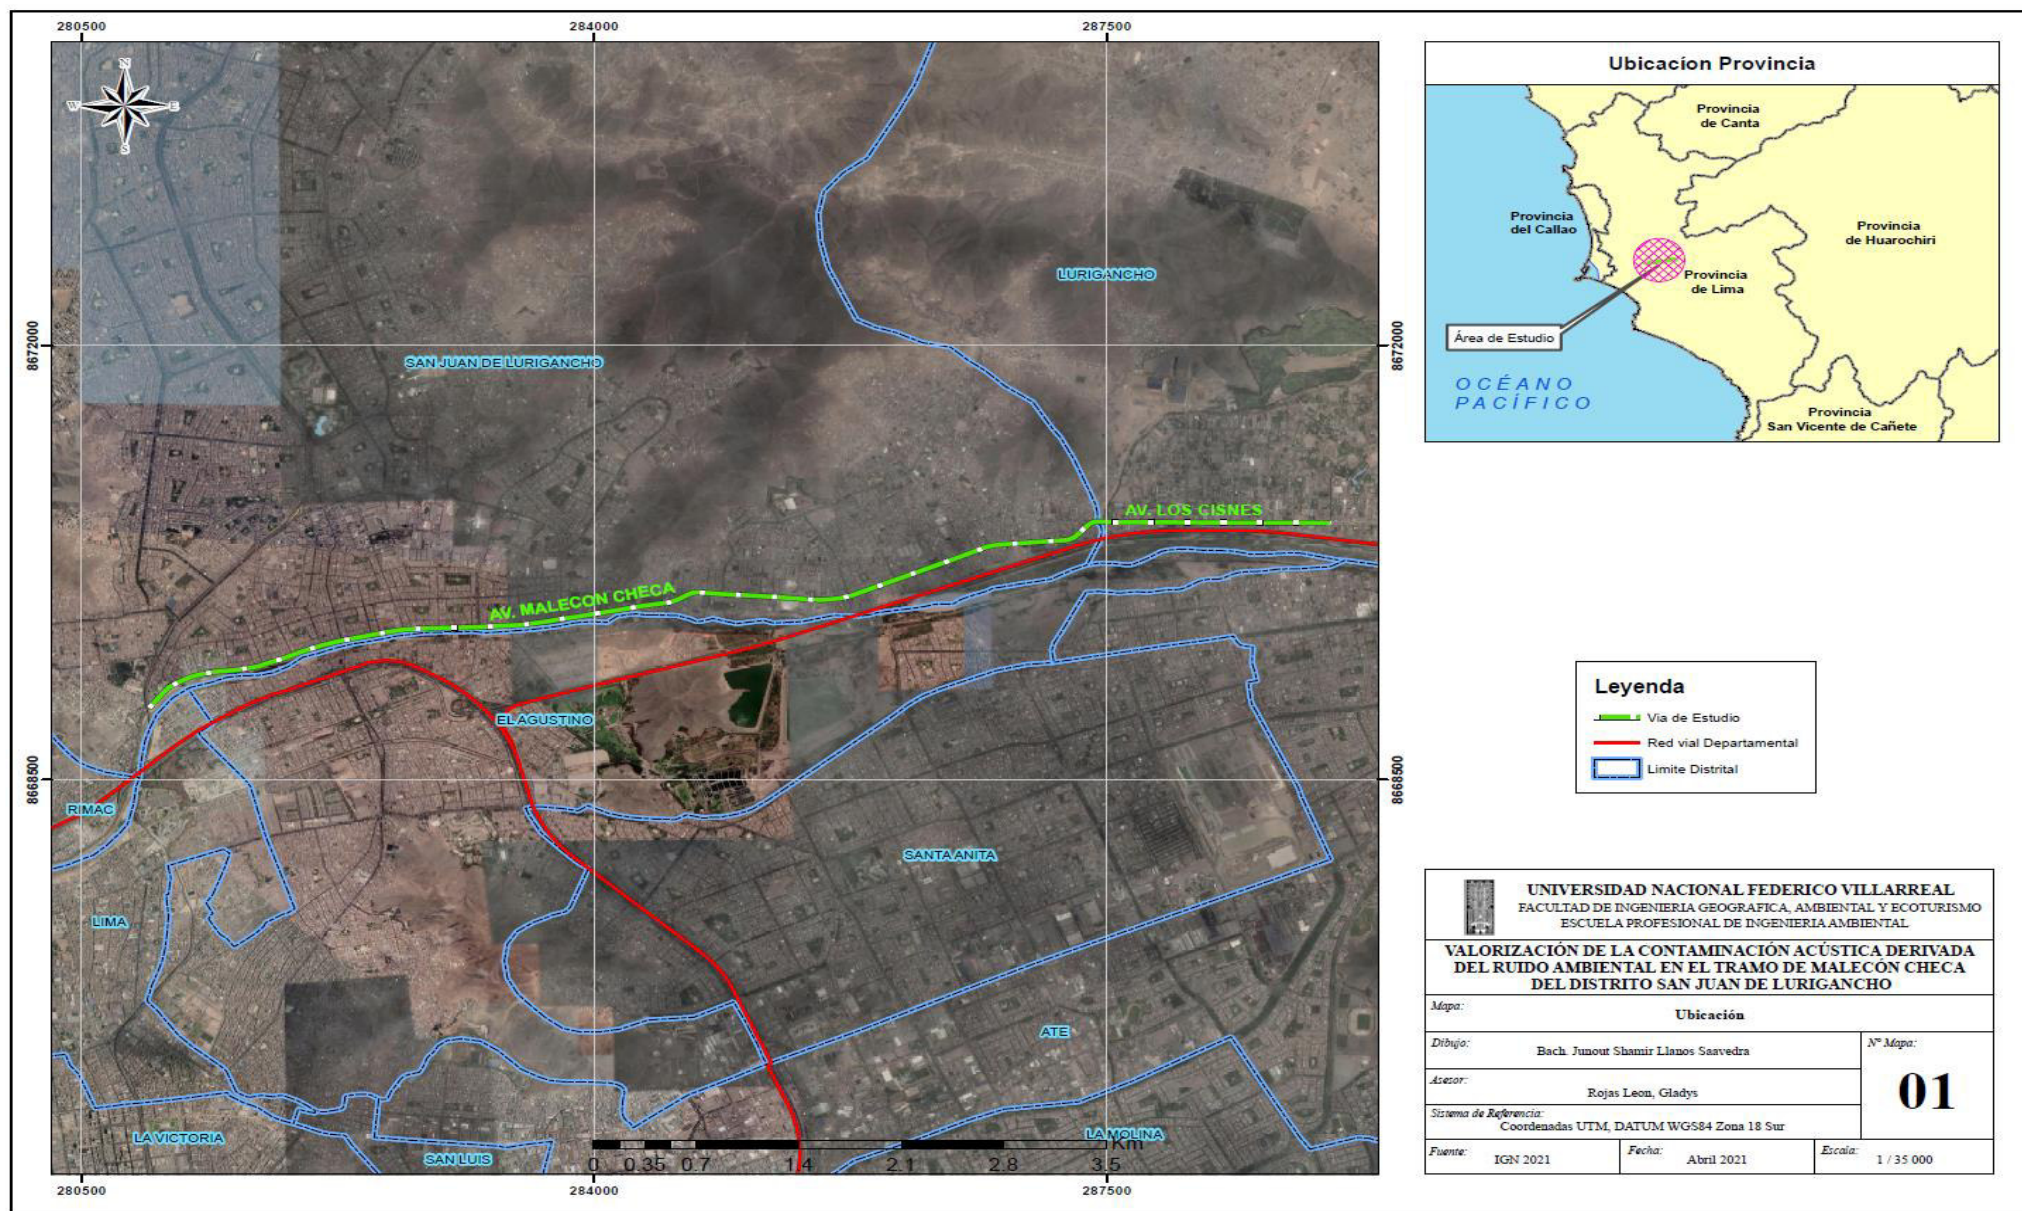 280500
284000
287500
N
W
E
S
8672000
8672000
LURIGANCHO
SAN JUAN DE LURIGANCHO
AV. LOS CISNES
AV. MALECON CHECA
EL AGUSTINO
8668500
8668500
RIMAC
SANTA ANITA
LIMA
ATE
LA VICTORIA
LA MOLINA
SAN LUIS
Km
0 0.35 0.7 1.4 2.1 2.8 3.5
280500
284000
287500
Ubicacíon Provincia
Provincia
de Canta
Provincia
del Callao
Provincia
de Huarochiri
Provincia
de Lima
Área de Estudio
OCÉANO
PACÍFICO
Provincia
San Vicente de Cañete
Leyenda
Via de Estudio
Red vial Departamental
Limite Distrital
UNIVERSIDAD NACIONAL FEDERICO VILLARREAL
FACULTAD DE INGENIERIA GEOGRAFICA, AMBIENTAL Y ECOTURISMO
ESCUELA PROFESIONAL DE INGENIERIA AMBIENTAL
VALORIZACIÓN DE LA CONTAMINACIÓN ACÚSTICA DERIVADA
DEL RUIDO AMBIENTAL EN EL TRAMO DE MALECÓN CHECA
DEL DISTRITO SAN JUAN DE LURIGANCHO
Mapa:
Ubicación
Dibujo:
Bach. Junout Shamir Llanos Saavedra
Nº Mapa:
01
Asesor:
Rojas Leon, Gladys
Sistema de Referencia:
Coordenadas UTM, DATUM WGS84 Zona 18 Sur
Fuente: IGN 2021
Fecha: Abril 2021
Escala: 1 / 35 000